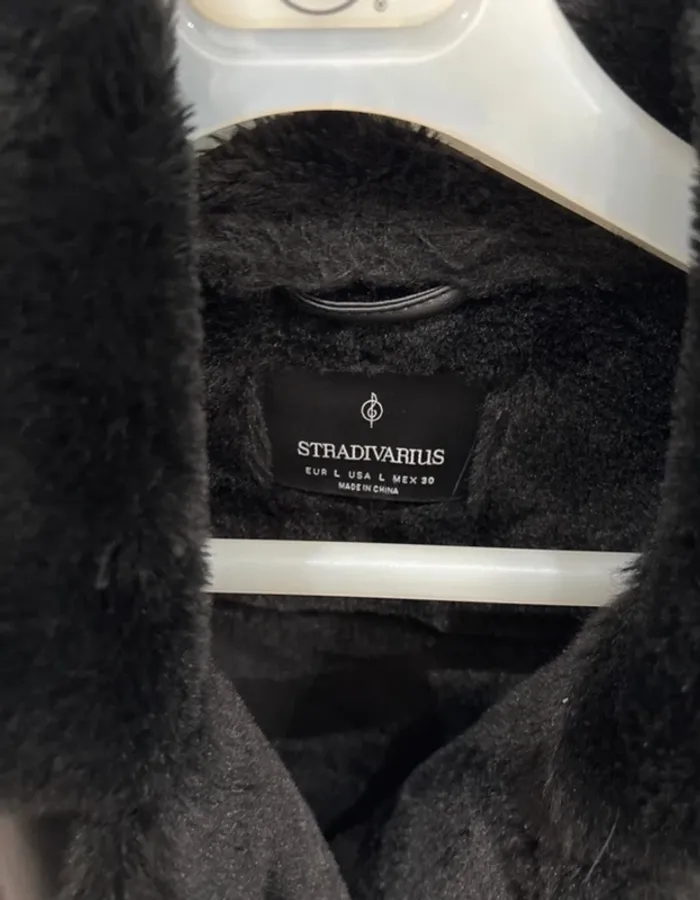 ®
STRADIVARIUS
EUR L USA L MEX 30
MADE IN CHINA